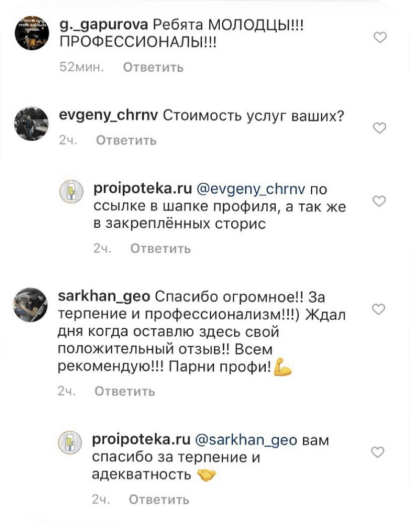 g._gapurova Ребята МОЛОДЦЫ!!!
ПРОФЕССИОНАЛЫ!!!
52мин. Ответить
evgeny_chrnv Стоимость услуг ваших?
2ч. Ответить
proipoteka.ru @evgeny_chrnv по
ссылке в шапке профиля, а так же
в закреплённых сторис
2ч. Ответить
sarkhan_geo Спасибо огромное!! За
терпение и профессионализм!!!) Ждал
дня когда оставлю здесь свой
положительный отзыв!! Всем
рекомендую!!! Парни профи!💪
2ч. Ответить
proipoteka.ru @sarkhan_geo вам
спасибо за терпение и
адекватность 🤝
2ч. Ответить